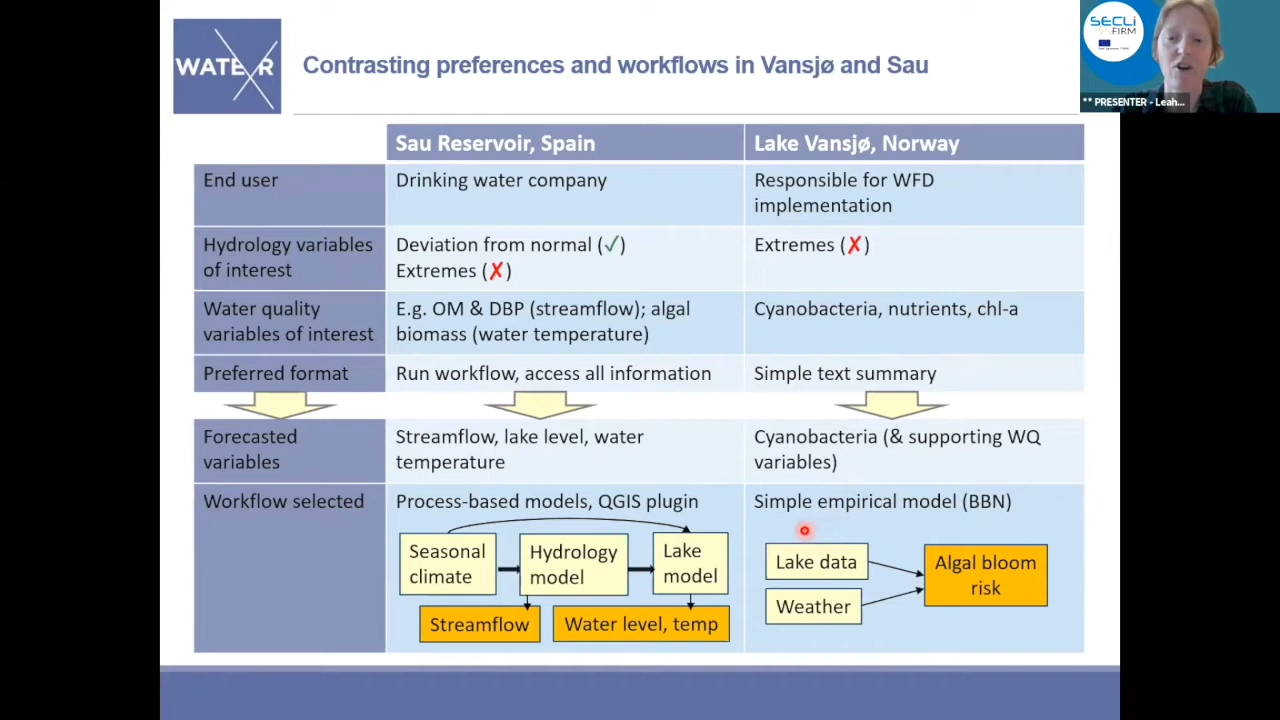 WATExR
Contrasting preferences and workflows in Vansjø and Sau
SECLI
FIRM
** PRESENTER - Leah...
Sau Reservoir, Spain
Lake Vansjø, Norway
End user
Drinking water company
Responsible for WFD
implementation
Hydrology variables
of interest
Deviation from normal (✓)
Extremes (✗)
Extremes (✗)
Water quality
variables of interest
E.g. OM & DBP (streamflow); algal
biomass (water temperature)
Cyanobacteria, nutrients, chl-a
Preferred format
Run workflow, access all information
Simple text summary
Forecasted
variables
Streamflow, lake level, water
temperature
Cyanobacteria (& supporting WQ
variables)
Workflow selected
Process-based models, QGIS plugin
Seasonal
climate
Hydrology
model
Lake
model
Streamflow
Water level, temp
Simple empirical model (BBN)
Lake data
Weather
Algal bloom
risk